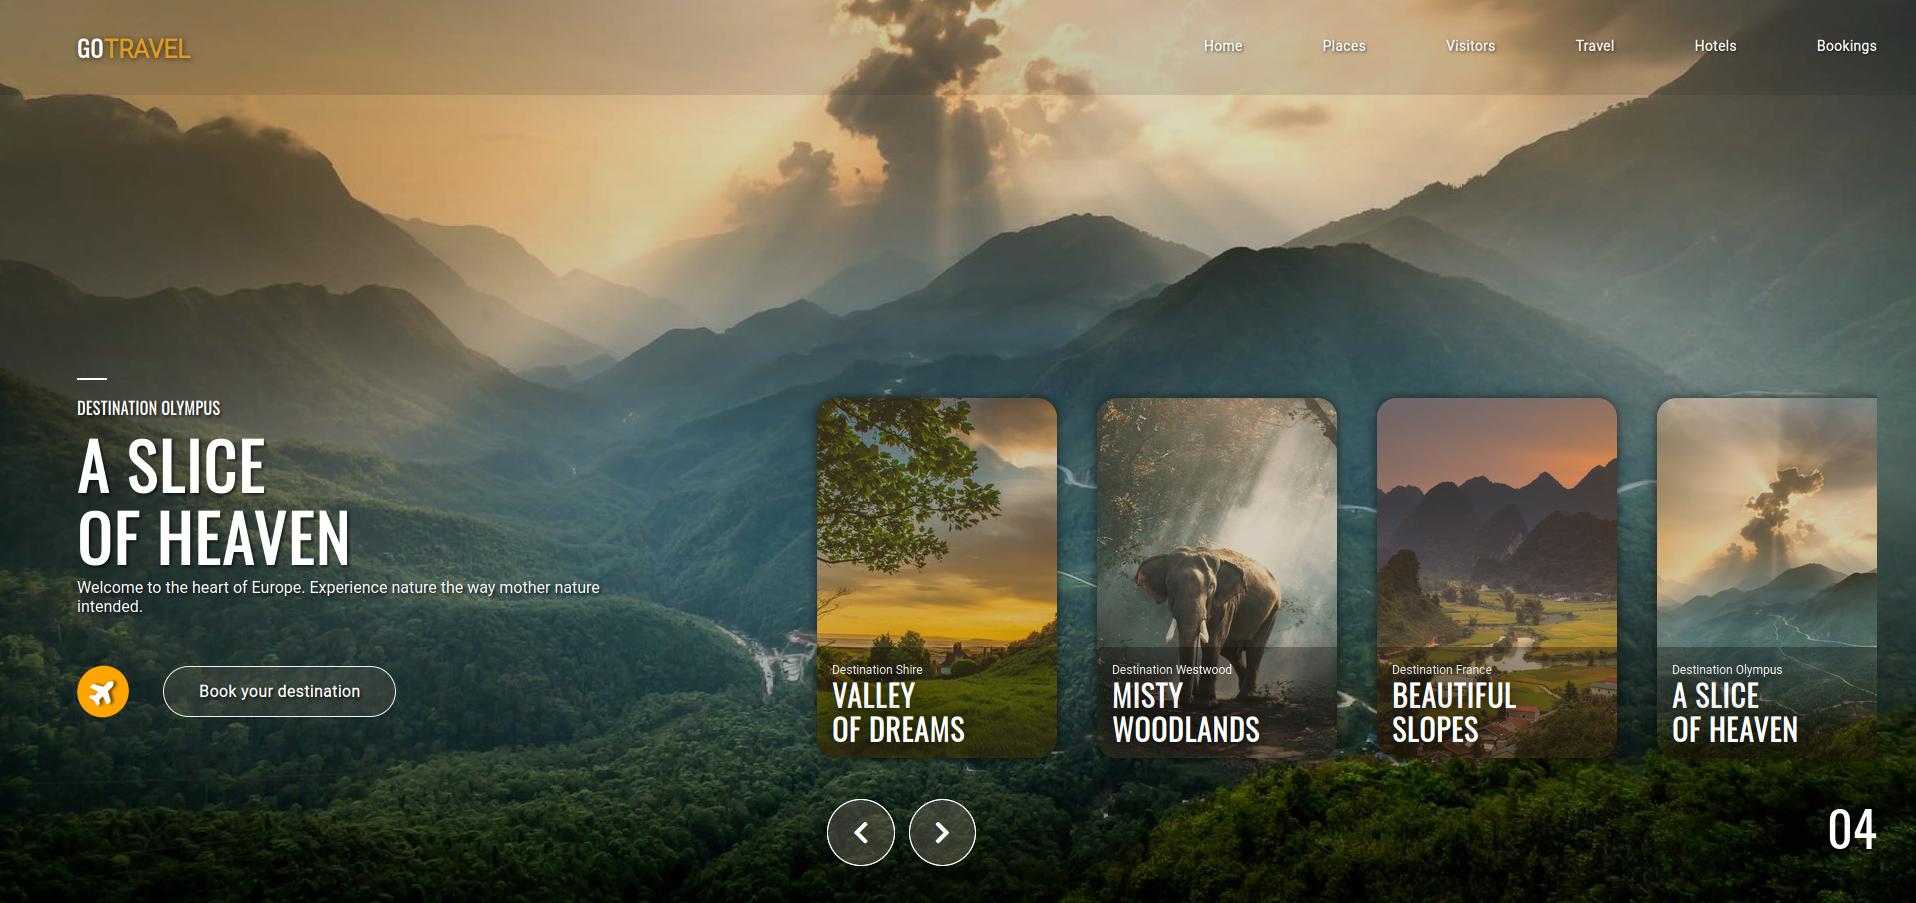 GOTRAVEL
Home
Places
Visitors
Travel
Hotels
Bookings
DESTINATION OLYMPUS
A SLICE
OF HEAVEN
Welcome to the heart of Europe. Experience nature the way mother nature
intended.
Book your destination
Destination Shire
VALLEY
OF DREAMS
Destination Westwood
MISTY
WOODLANDS
Destination France
BEAUTIFUL
SLOPES
Destination Olympus
A SLICE
OF HEAVEN
04